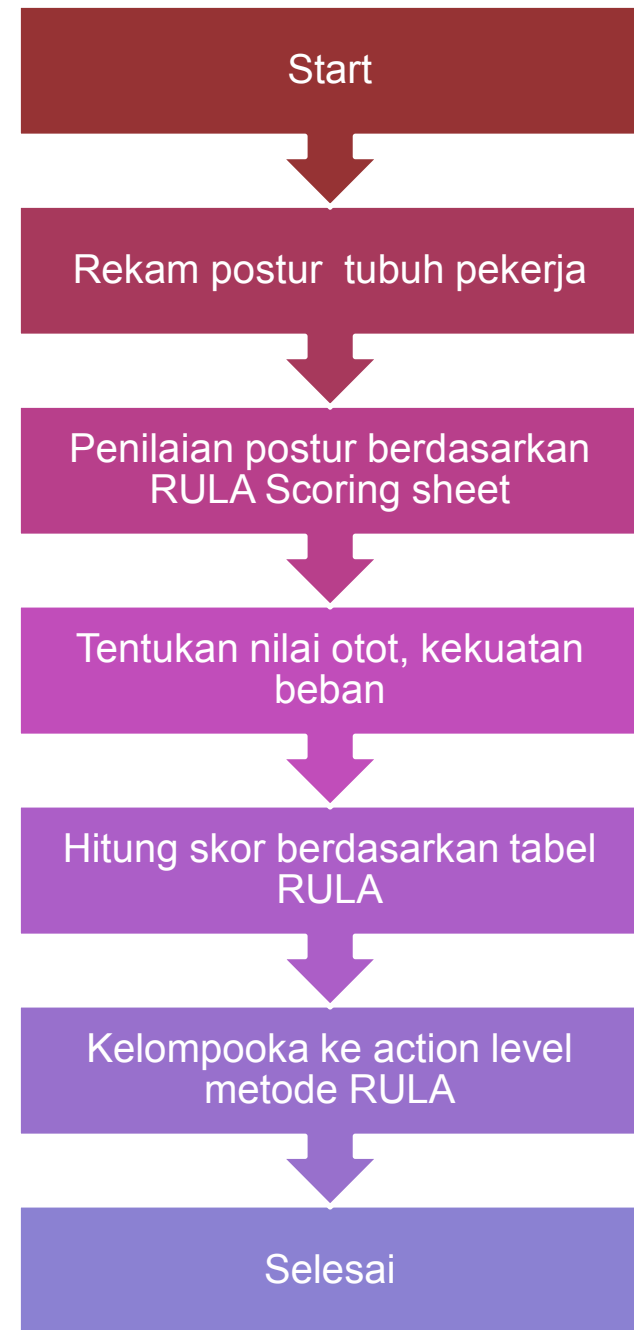 Start
Rekam postur  tubuh pekerja
Penilaian postur berdasarkan
RULA Scoring sheet
Tentukan nilai otot, kekuatan
beban
Hitung skor berdasarkan tabel
RULA
Kelompooka ke action level
metode RULA
Selesai